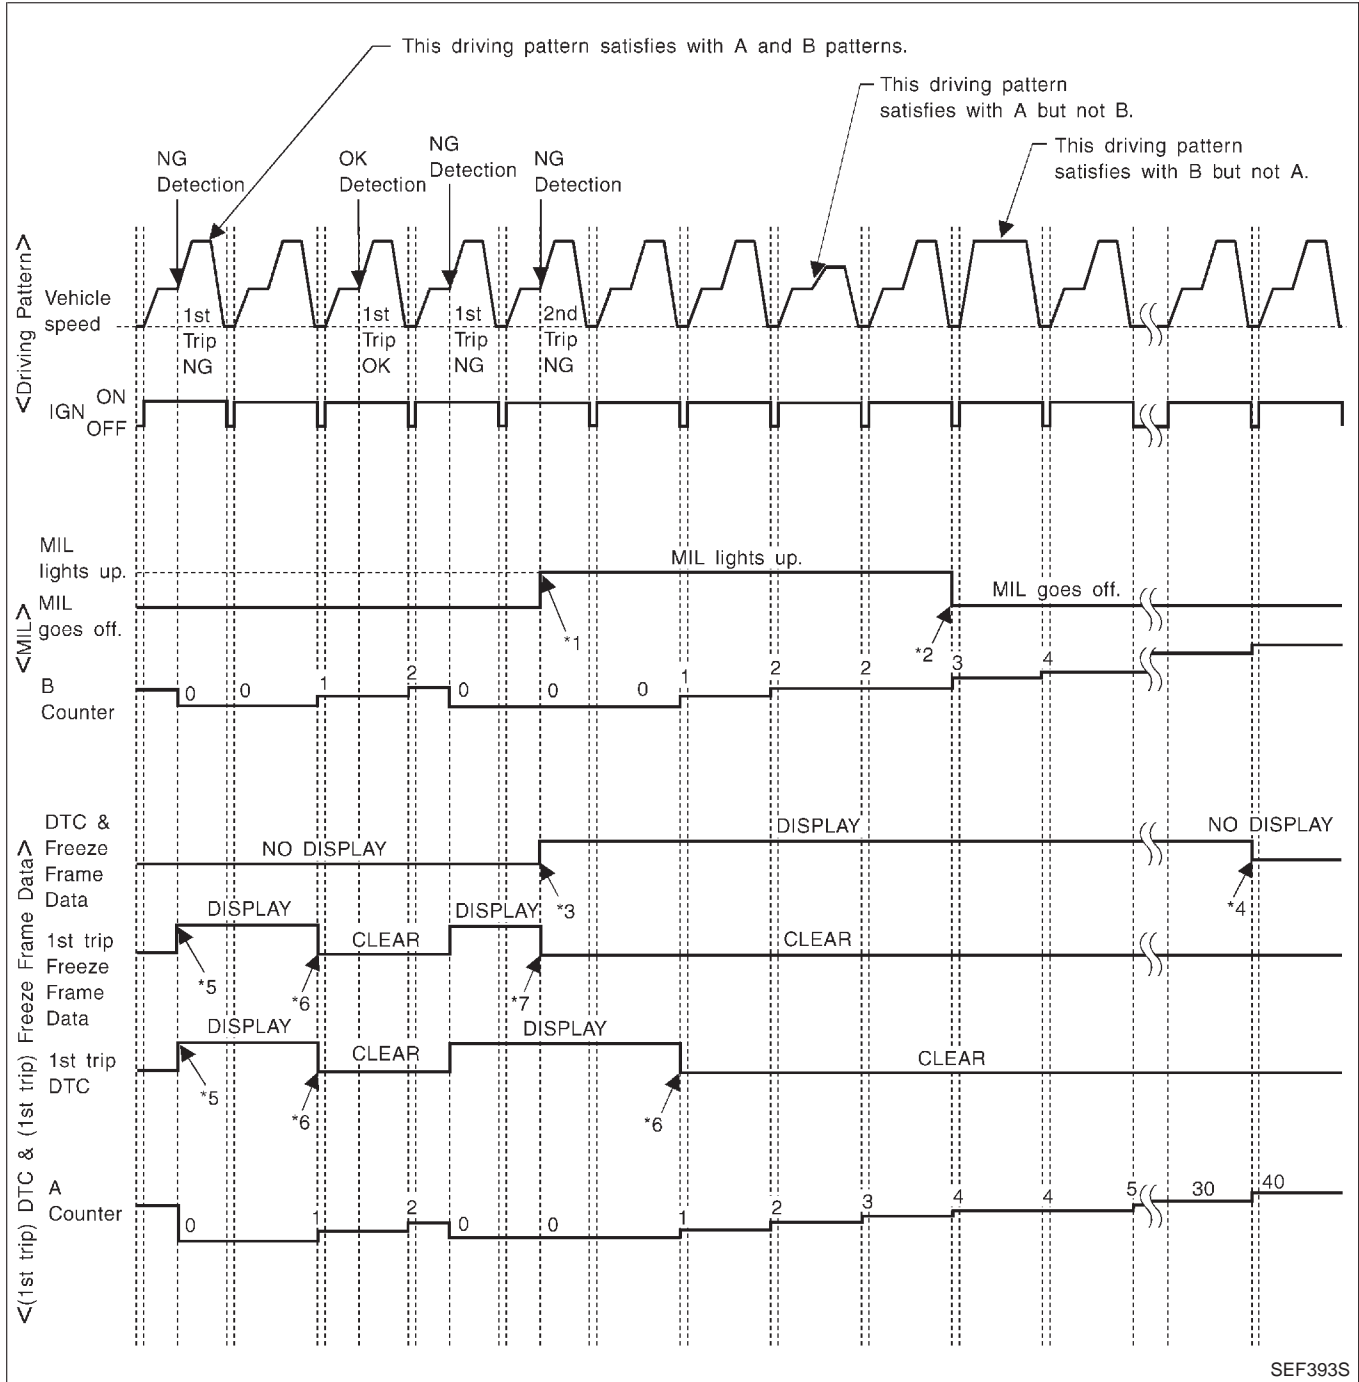 This driving pattern satisfies with A and B patterns.
This driving pattern
satisfies with A but not B.
This driving pattern
satisfies with B but not A.
NG
Detection
OK
Detection
NG
Detection
NG
Detection
<Driving Pattern>
Vehicle
speed
1st
Trip
NG
1st
Trip
OK
1st
Trip
NG
2nd
Trip
NG
IGN
ON
OFF
<MIL>
MIL
lights up.
MIL
goes off.
MIL lights up.
MIL goes off.
*1
*2
B
Counter
0 0 1 2 0 0 0 1 2 2 3 4
<(1st trip) DTC & (1st trip) Freeze Frame Data>
DTC &
Freeze
Frame
Data
NO DISPLAY
DISPLAY
NO DISPLAY
*3
*4
1st trip
Freeze
Frame
Data
DISPLAY
CLEAR
DISPLAY
CLEAR
*5
*6
*7
1st trip
DTC
DISPLAY
CLEAR
DISPLAY
CLEAR
*5
*6
*6
A
Counter
0 1 2 0 0 1 2 3 4 4 5 30 40
SEF393S